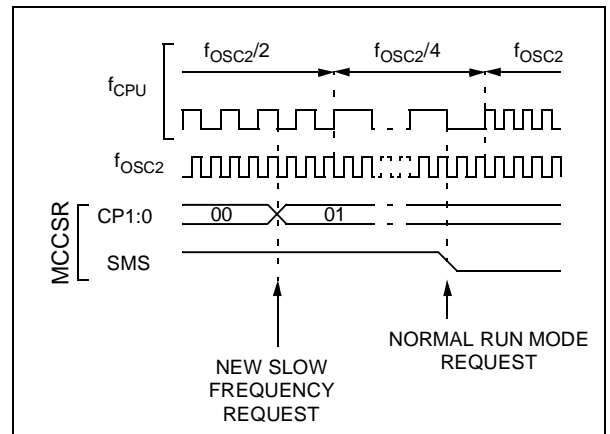 fOSC2/2 fOSC2/4 fOSC2
fCPU
fOSC2
MCCSR
CP1:0 00 01
SMS
NEW SLOW
FREQUENCY
REQUEST
NORMAL RUN MODE
REQUEST